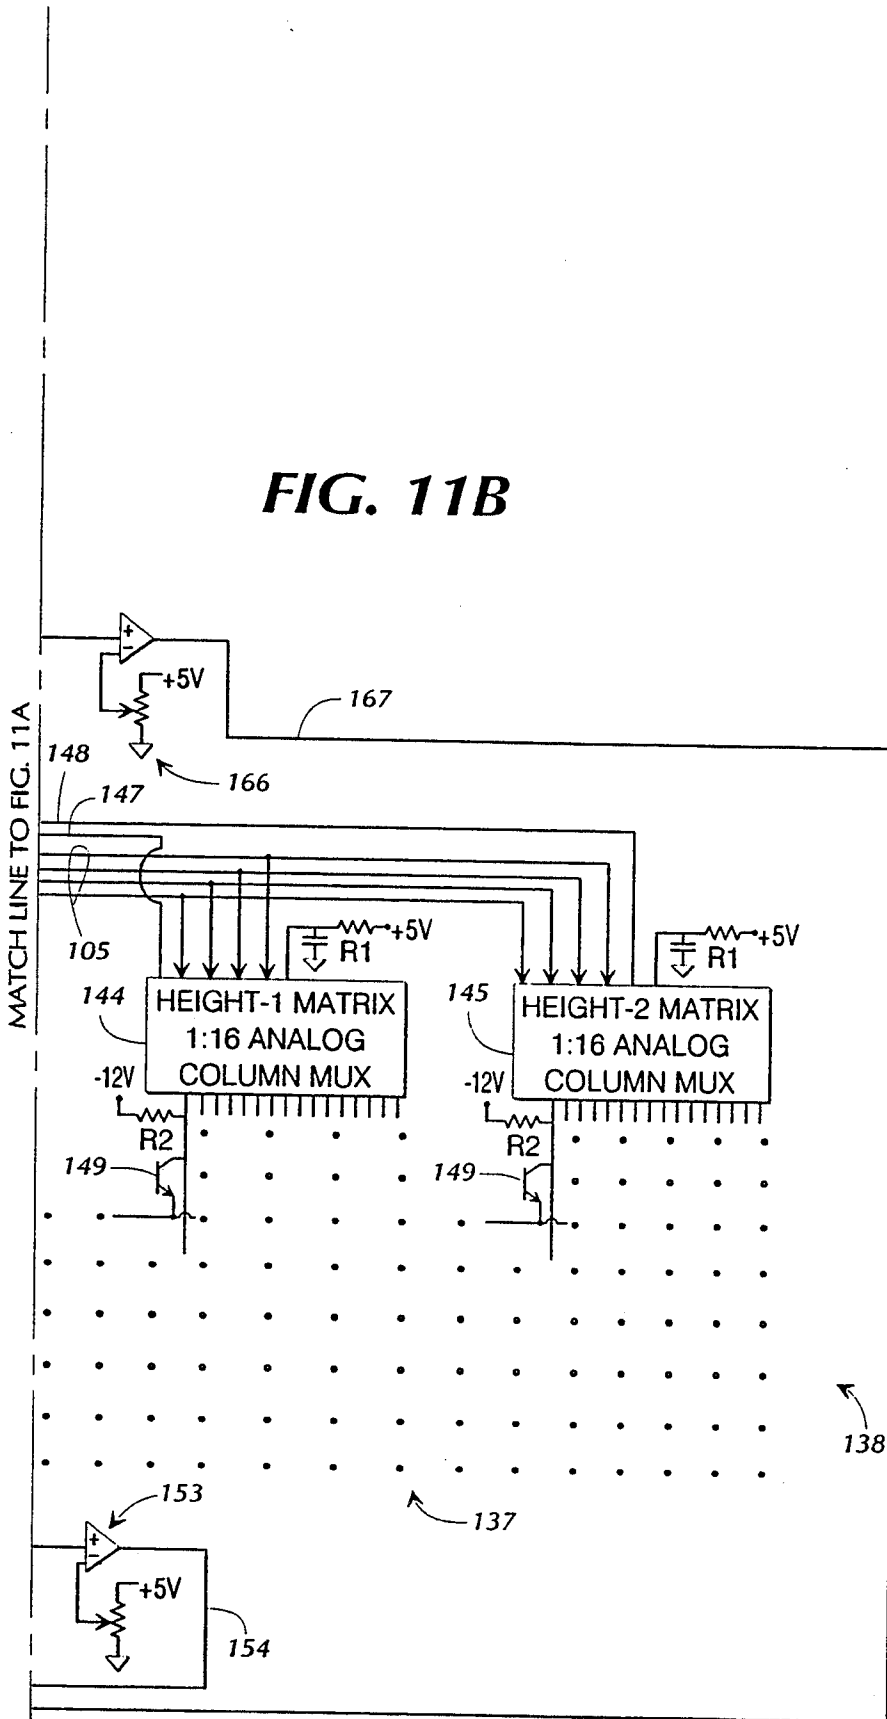 FIG. 11B
MATCH LINE TO FIG. 11A
+
−
+5V
167
166
148
147
105
R1
+5V
R1
+5V
144
HEIGHT-1 MATRIX
1:16 ANALOG
COLUMN MUX
145
HEIGHT-2 MATRIX
1:16 ANALOG
COLUMN MUX
-12V
R2
149
-12V
R2
149
138
137
153
+
−
+5V
154